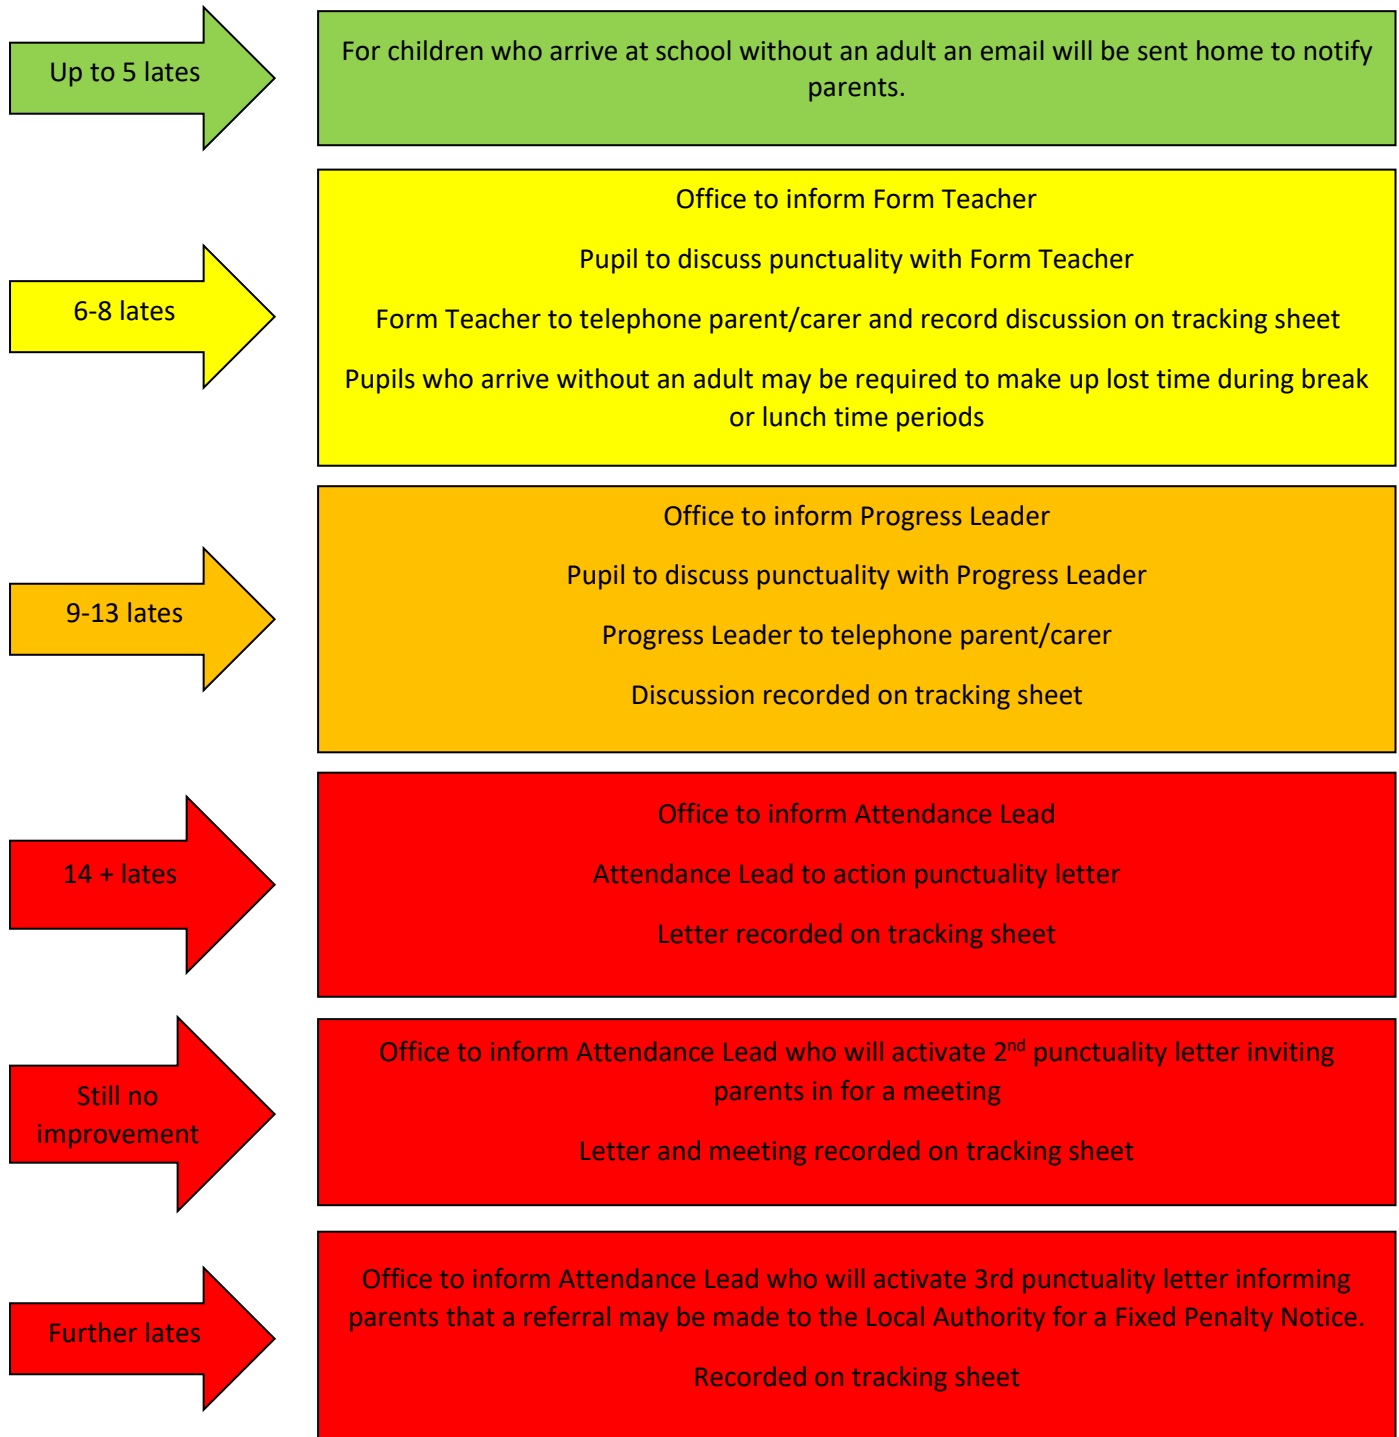 Up to 5 lates
For children who arrive at school without an adult an email will be sent home to notify
parents.
6-8 lates
Office to inform Form Teacher
Pupil to discuss punctuality with Form Teacher
Form Teacher to telephone parent/carer and record discussion on tracking sheet
Pupils who arrive without an adult may be required to make up lost time during break
or lunch time periods
9-13 lates
Office to inform Progress Leader
Pupil to discuss punctuality with Progress Leader
Progress Leader to telephone parent/carer
Discussion recorded on tracking sheet
14 + lates
Office to inform Attendance Lead
Attendance Lead to action punctuality letter
Letter recorded on tracking sheet
Still no
improvement
Office to inform Attendance Lead who will activate 2nd punctuality letter inviting
parents in for a meeting
Letter and meeting recorded on tracking sheet
Further lates
Office to inform Attendance Lead who will activate 3rd punctuality letter informing
parents that a referral may be made to the Local Authority for a Fixed Penalty Notice.
Recorded on tracking sheet